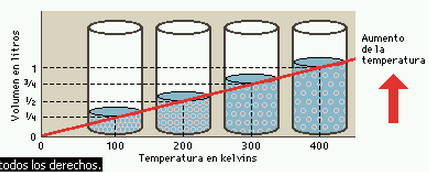 Volumen en litros
1
3/4
1/2
1/4
0
100
200
300
400
Temperatura en kelvins
Aumento
de la
temperatura
todos los derechos.